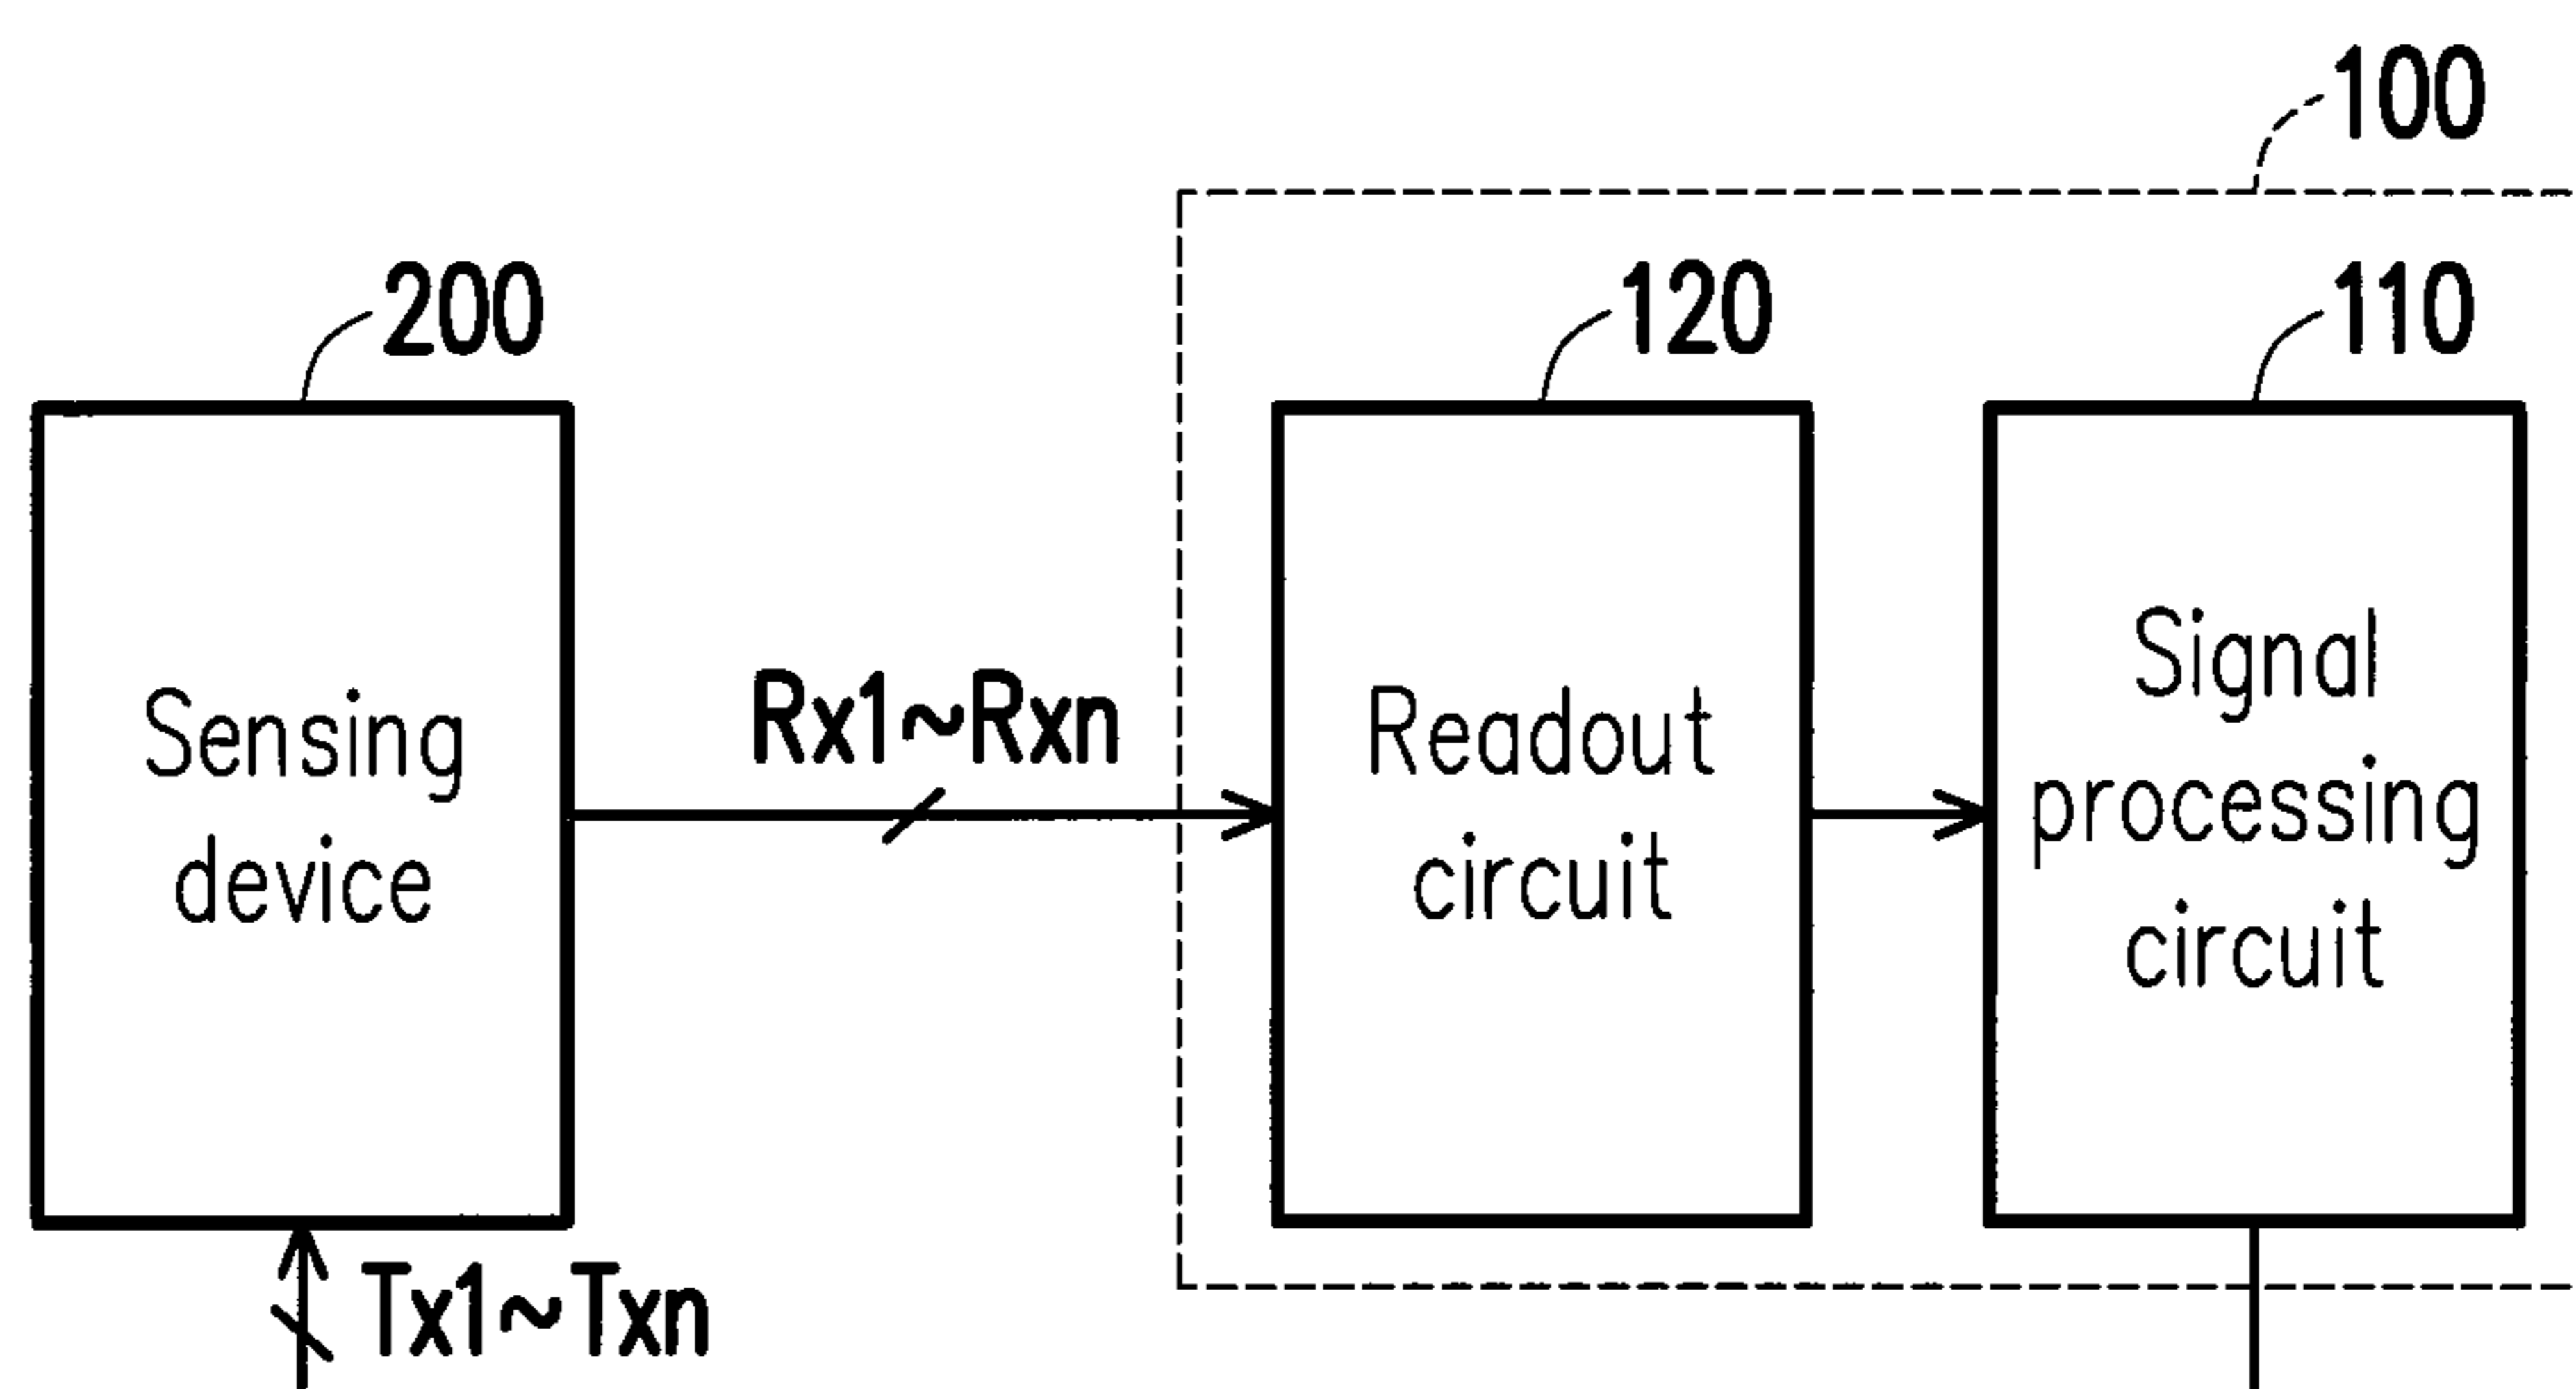 100
200
120
110
Sensing
device
Rx1~Rxn
Readout
circuit
Signal
processing
circuit
Tx1~Txn